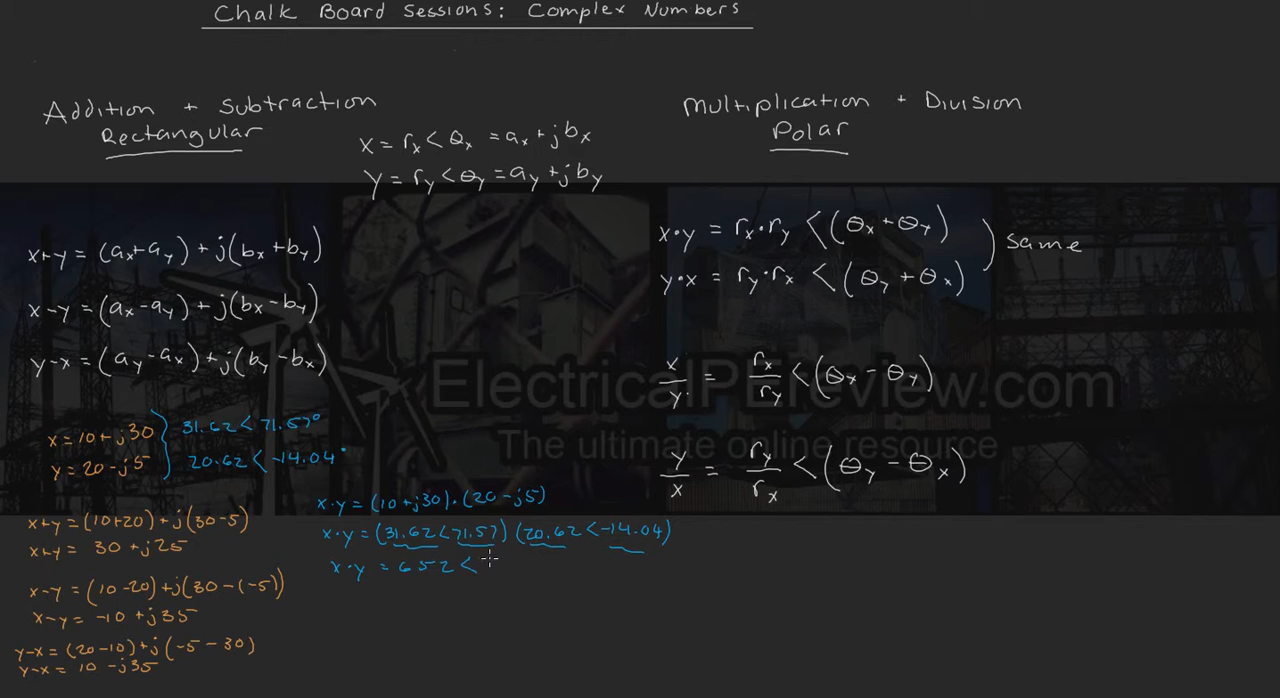 Chalk Board Sessions: Complex Numbers
Addition + Subtraction
Rectangular
x = rx < θx = ax + jbx
y = ry < θy = ay + jby
x+y = (ax+ay) + j(bx+by)
x-y = (ax-ay) + j(bx-by)
y-x = (ay-ax) + j(by-bx)
x = 10 + j30 } 31.62 < 71.57°
y = 20 - j5 } 20.62 < -14.04°
x+y = (10+20) + j(30-5)
x+y = 30 + j25
x-y = (10-20) + j(30-(-5))
x-y = -10 + j35
y-x = (20-10) + j(-5-30)
y-x = 10 - j35
x·y = (10+j30)·(20-j5)
x·y = (31.62 < 71.57)(20.62 < -14.04)
x·y = 652 <
Multiplication + Division
Polar
x·y = rx·ry < (θx+θy)
y·x = ry·rx < (θy+θx)
) same
x/y = rx/ry < (θx-θy)
y/x = ry/rx < (θy-θx)
ElectricalPEreview.com
The ultimate online resource